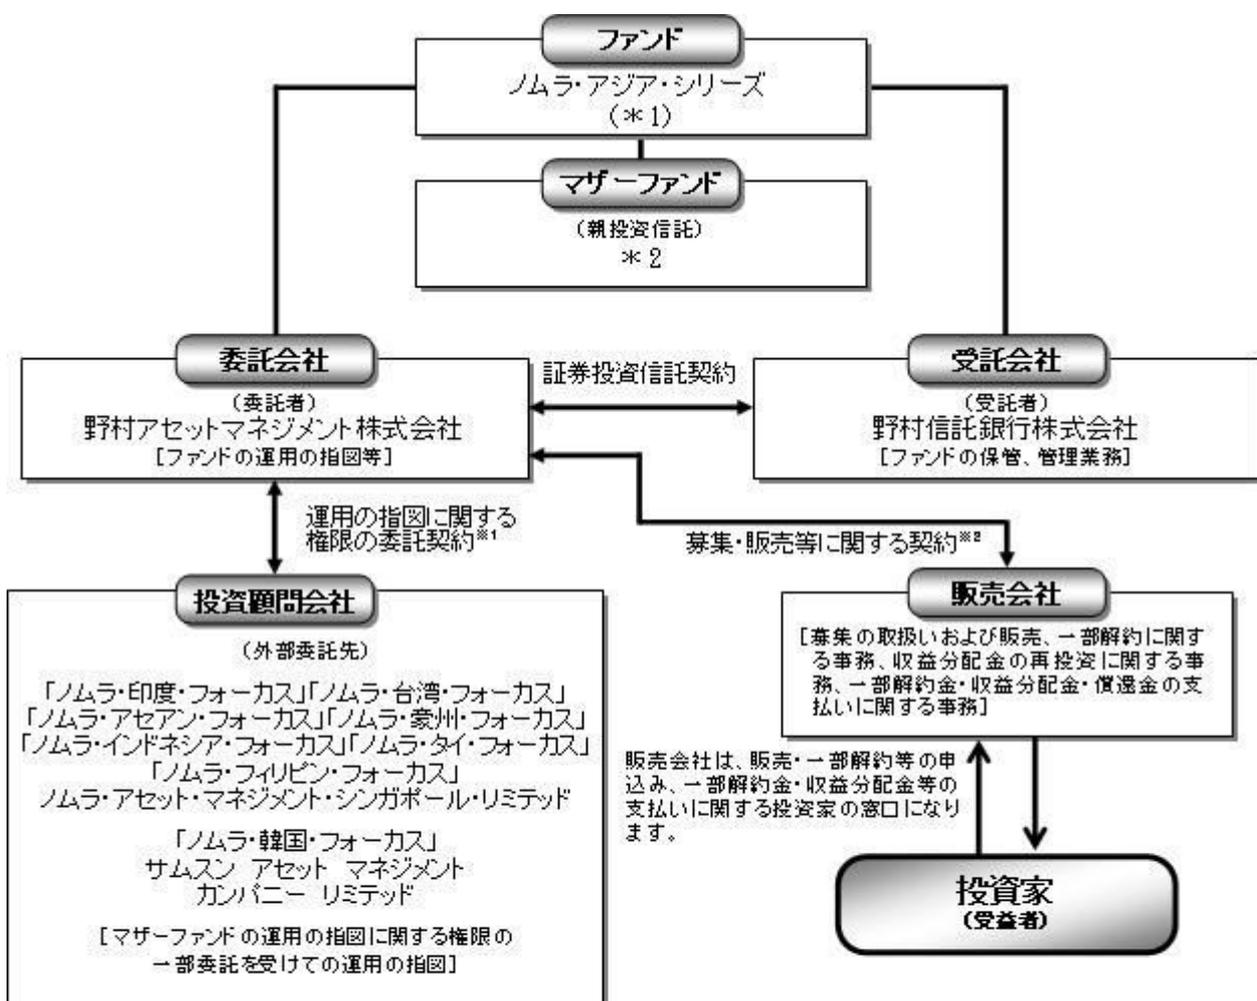 ファンド
ノムラ・アジア・シリーズ
(＊1)
マザーファンド
（親投資信託）
＊2
委託会社
（委託者）
野村アセットマネジメント株式会社
［ファンドの運用の指図等］
証券投資信託契約
受託会社
（受託者）
野村信託銀行株式会社
［ファンドの保管、管理業務］
運用の指図に関する
権限の委託契約※1
募集・販売等に関する契約※2
投資顧問会社
（外部委託先）
「ノムラ・印度・フォーカス」「ノムラ・台湾・フォーカス」
「ノムラ・アセアン・フォーカス」「ノムラ・豪州・フォーカス」
「ノムラ・インドネシア・フォーカス」「ノムラ・タイ・フォーカス」
「ノムラ・フィリピン・フォーカス」
ノムラ・アセット・マネジメント・シンガポール・リミテッド
「ノムラ・韓国・フォーカス」
サムスン アセット マネジメント
カンパニー リミテッド
［マザーファンドの運用の指図に関する権限の
一部委託を受けての運用の指図］
販売会社
［募集の取扱いおよび販売、一部解約に関す
る事務、収益分配金の再投資に関する事
務、一部解約金・収益分配金・償還金の支
払いに関する事務］
販売会社は、販売・一部解約等の申
込み、一部解約金・収益分配金等の
支払いに関する投資家の窓口になり
ます。
投資家
（受益者）